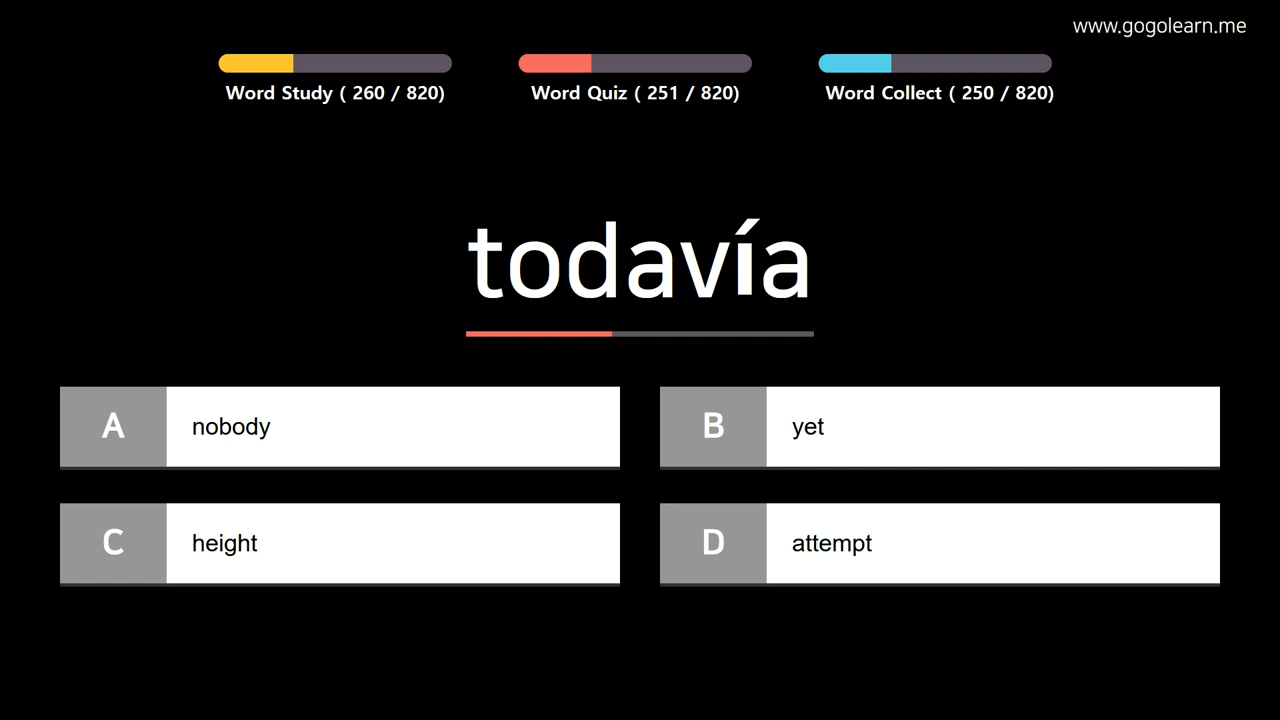 www.gogolearn.me
Word Study ( 260 / 820)
Word Quiz ( 251 / 820)
Word Collect ( 250 / 820)
todavía
A nobody
B yet
C height
D attempt